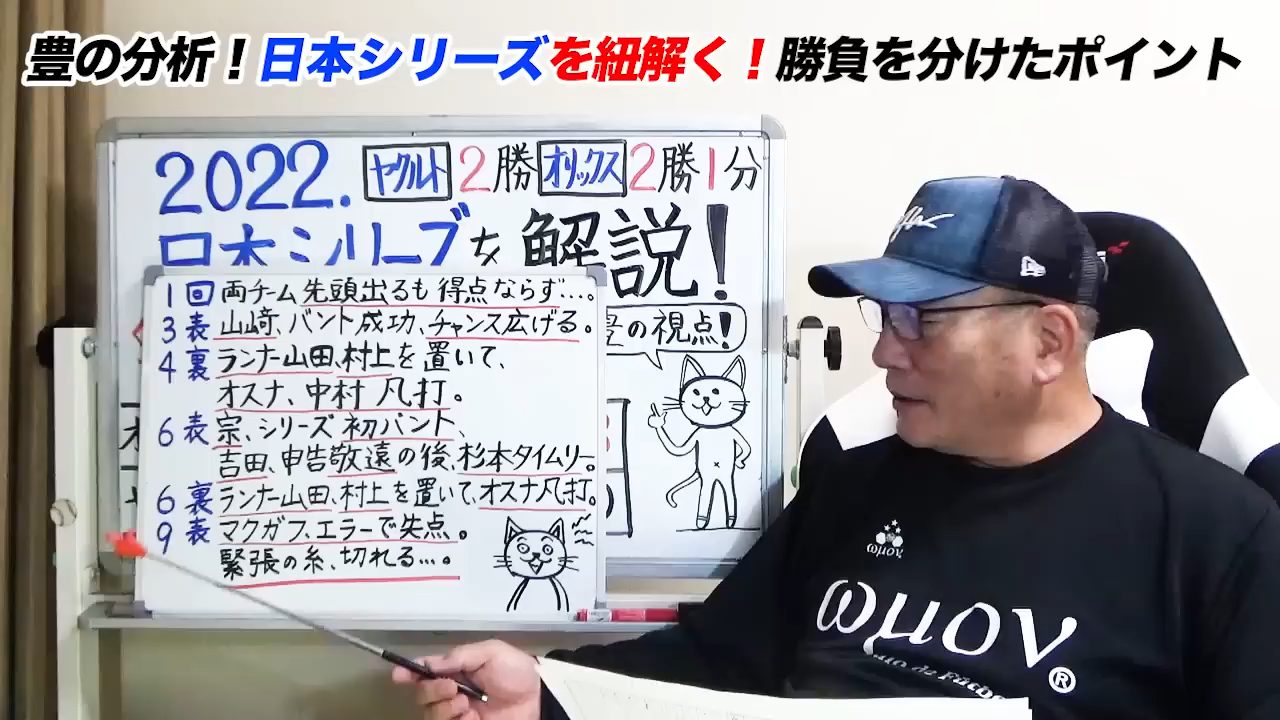 豊の分析！日本シリーズを紐解く！勝負を分けたポイント
2022. ヤクルト 2勝 オリックス 2勝 1分
日本シリーズを解説!
1回 両チーム先頭出るも得点ならず…。
3表 山﨑、バント成功、チャンス広げる。
4裏 ランナー山田、村上を置いて、
オスナ、中村凡打。
6表 宗、シリーズ初バント、
吉田、申告敬遠の後、杉本タイムリー。
6裏 ランナー山田、村上を置いて、オスナ凡打。
9表 マクガフ、エラーで失点。
緊張の糸、切れる…。
豊の視点!
ωμον
ωμον®